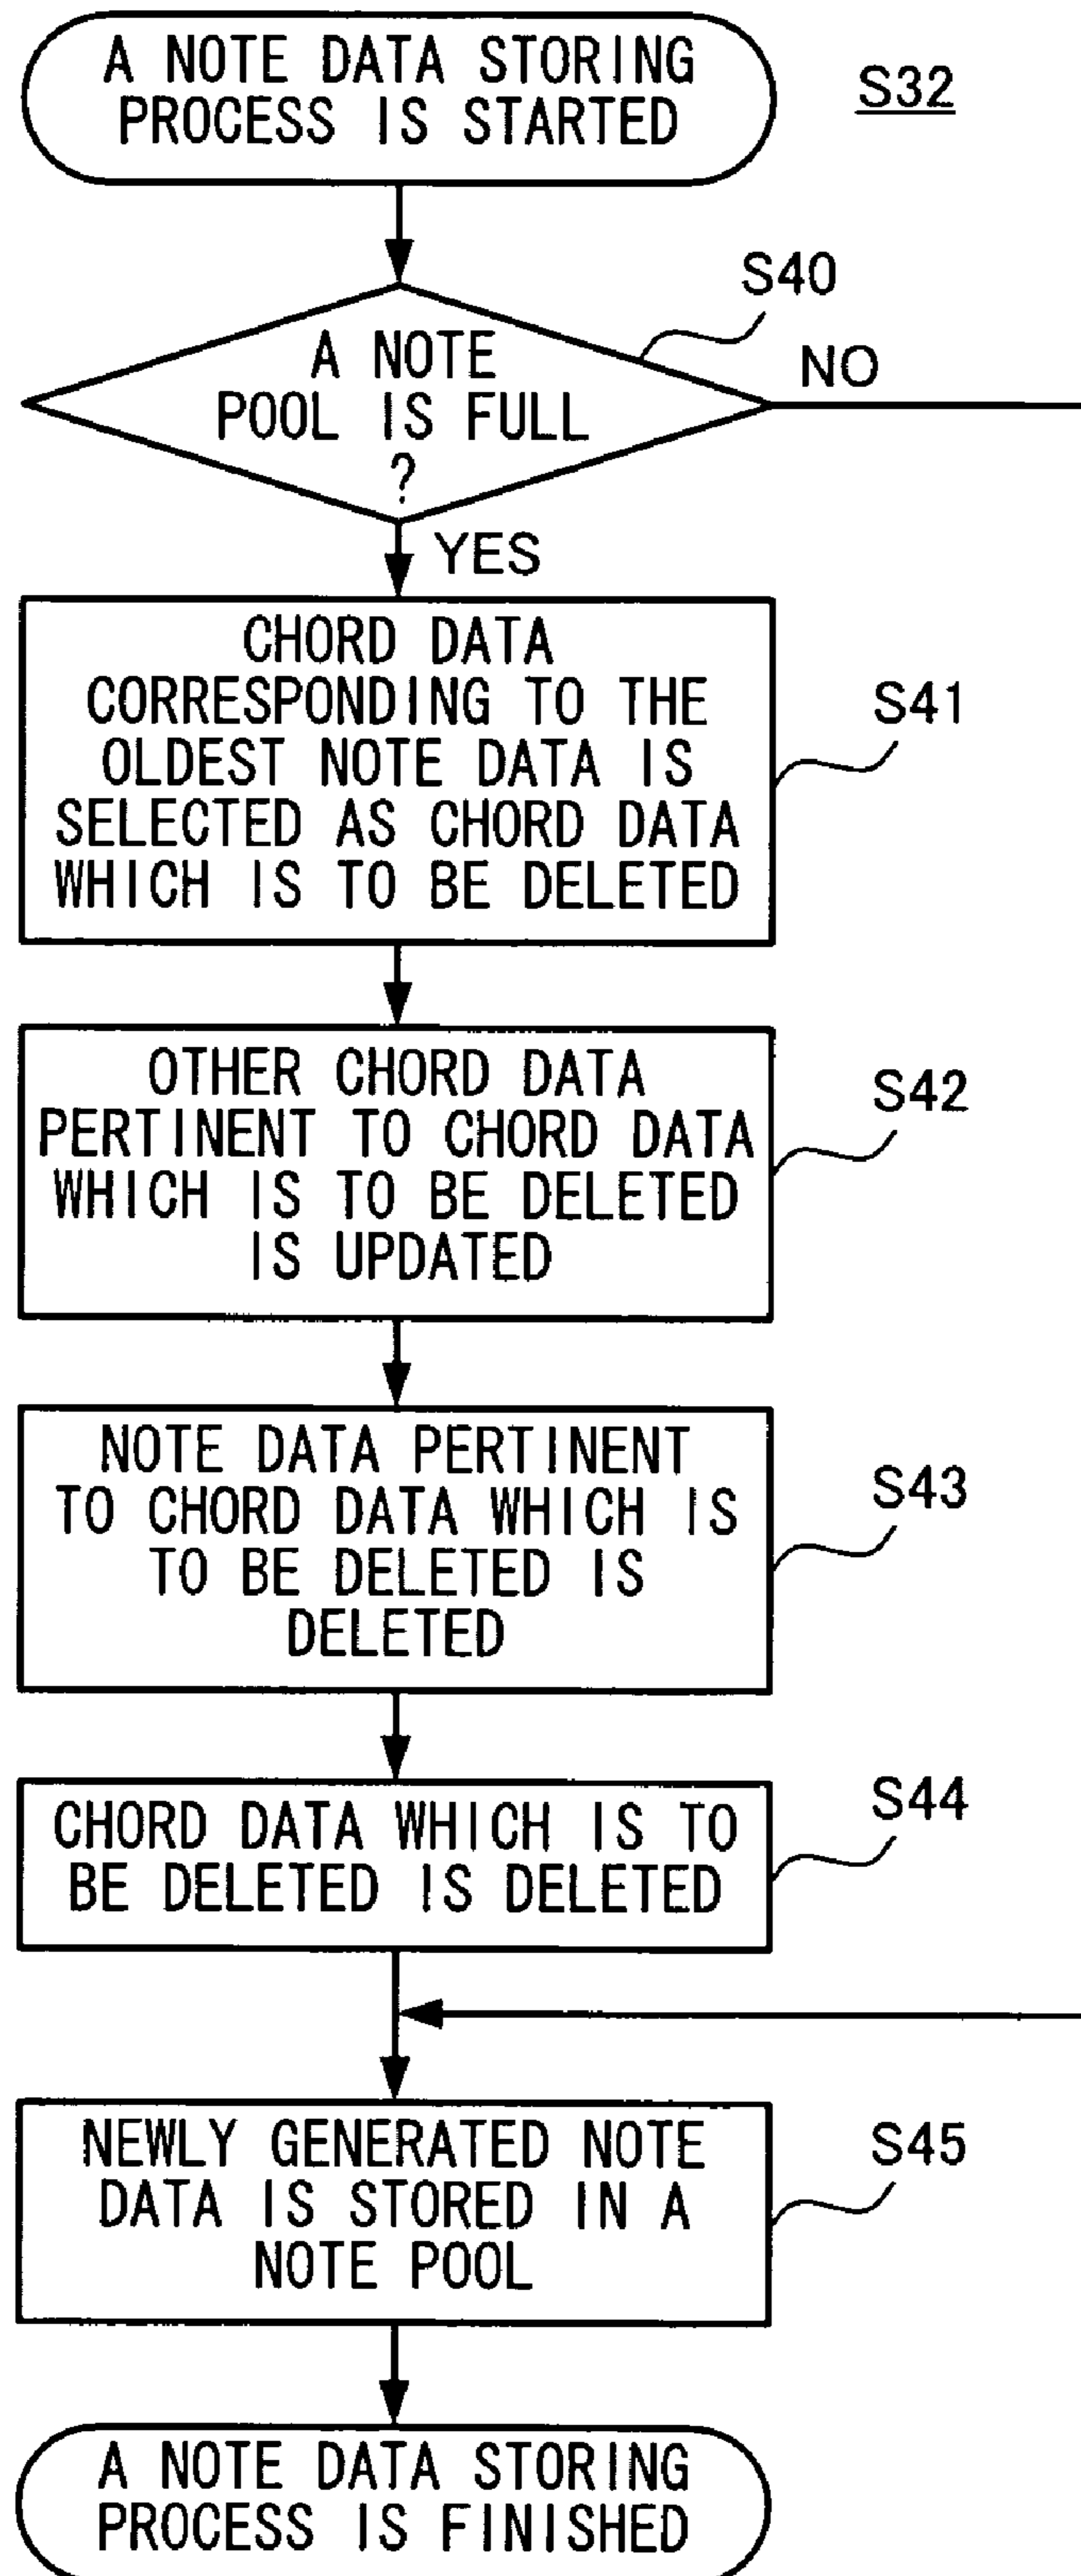 A NOTE DATA STORING
PROCESS IS STARTED
S32
S40
A NOTE
POOL IS FULL
?
NO
YES
CHORD DATA
CORRESPONDING TO THE
OLDEST NOTE DATA IS
SELECTED AS CHORD DATA
WHICH IS TO BE DELETED
S41
OTHER CHORD DATA
PERTINENT TO CHORD DATA
WHICH IS TO BE DELETED
IS UPDATED
S42
NOTE DATA PERTINENT
TO CHORD DATA WHICH IS
TO BE DELETED IS
DELETED
S43
CHORD DATA WHICH IS TO
BE DELETED IS DELETED
S44
NEWLY GENERATED NOTE
DATA IS STORED IN A
NOTE POOL
S45
A NOTE DATA STORING
PROCESS IS FINISHED